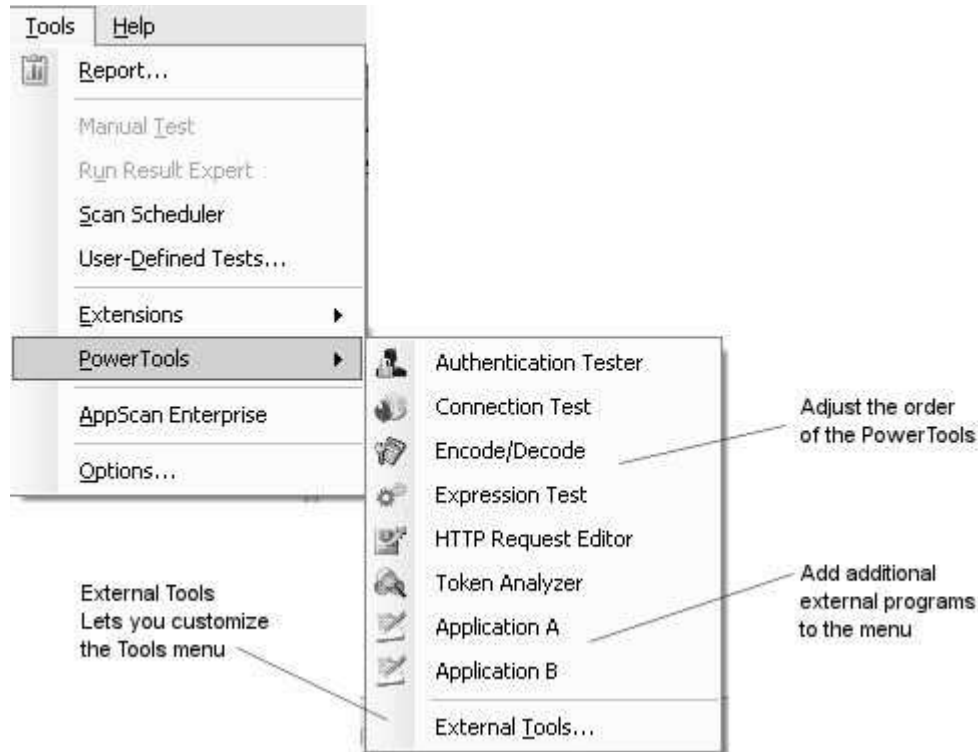 Tools Help
Report...
Manual Test
Run Result Expert
Scan Scheduler
User-Defined Tests...
Extensions
PowerTools
AppScan Enterprise
Options...
Authentication Tester
Connection Test
Encode/Decode
Expression Test
HTTP Request Editor
Token Analyzer
Application A
Application B
External Tools...
Adjust the order
of the PowerTools
Add additional
external programs
to the menu
External Tools
Lets you customize
the Tools menu